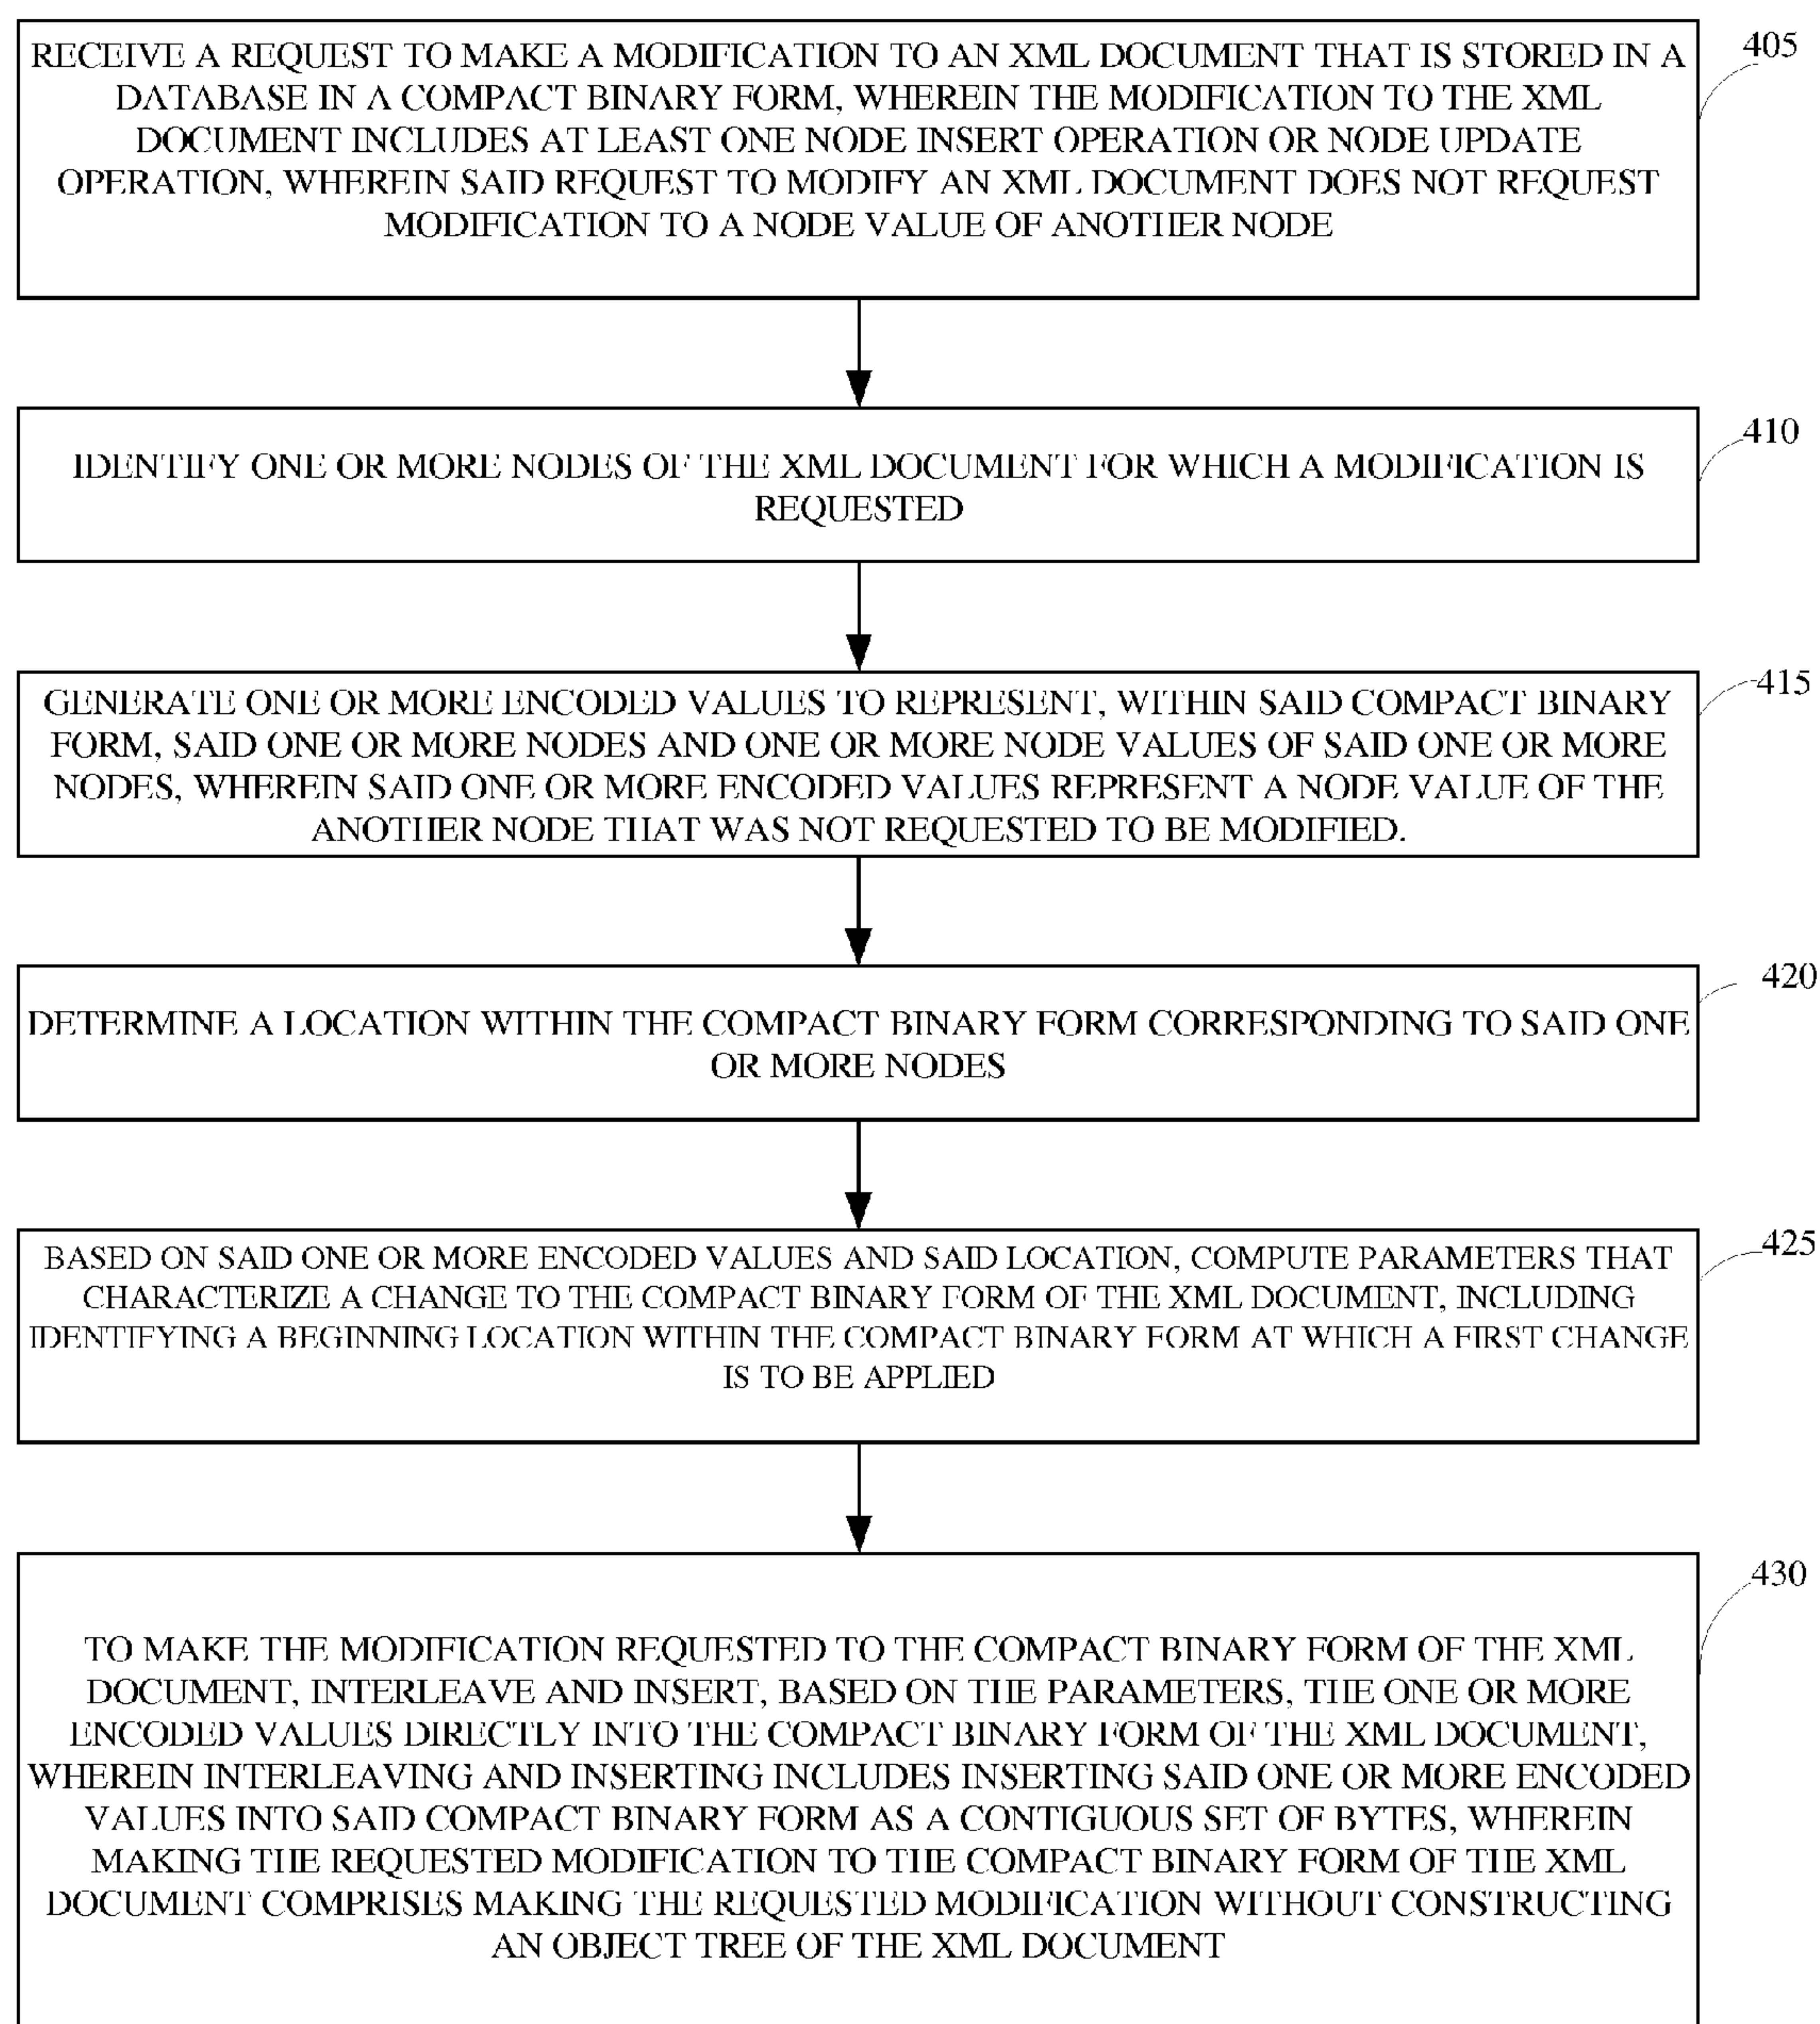 RECEIVE A REQUEST TO MAKE A MODIFICATION TO AN XML DOCUMENT THAT IS STORED IN A
DATABASE IN A COMPACT BINARY FORM, WHEREIN THE MODIFICATION TO THE XML
DOCUMENT INCLUDES AT LEAST ONE NODE INSERT OPERATION OR NODE UPDATE
OPERATION, WHEREIN SAID REQUEST TO MODIFY AN XML DOCUMENT DOES NOT REQUEST
MODIFICATION TO A NODE VALUE OF ANOTHER NODE
405
IDENTIFY ONE OR MORE NODES OF THE XML DOCUMENT FOR WHICH A MODIFICATION IS
REQUESTED
410
GENERATE ONE OR MORE ENCODED VALUES TO REPRESENT, WITHIN SAID COMPACT BINARY
FORM, SAID ONE OR MORE NODES AND ONE OR MORE NODE VALUES OF SAID ONE OR MORE
NODES, WHEREIN SAID ONE OR MORE ENCODED VALUES REPRESENT A NODE VALUE OF THE
ANOTHER NODE THAT WAS NOT REQUESTED TO BE MODIFIED.
415
DETERMINE A LOCATION WITHIN THE COMPACT BINARY FORM CORRESPONDING TO SAID ONE
OR MORE NODES
420
BASED ON SAID ONE OR MORE ENCODED VALUES AND SAID LOCATION, COMPUTE PARAMETERS THAT
CHARACTERIZE A CHANGE TO THE COMPACT BINARY FORM OF THE XML DOCUMENT, INCLUDING
IDENTIFYING A BEGINNING LOCATION WITHIN THE COMPACT BINARY FORM AT WHICH A FIRST CHANGE
IS TO BE APPLIED
425
TO MAKE THE MODIFICATION REQUESTED TO THE COMPACT BINARY FORM OF THE XML
DOCUMENT, INTERLEAVE AND INSERT, BASED ON THE PARAMETERS, THE ONE OR MORE
ENCODED VALUES DIRECTLY INTO THE COMPACT BINARY FORM OF THE XML DOCUMENT,
WHEREIN INTERLEAVING AND INSERTING INCLUDES INSERTING SAID ONE OR MORE ENCODED
VALUES INTO SAID COMPACT BINARY FORM AS A CONTIGUOUS SET OF BYTES, WHEREIN
MAKING THE REQUESTED MODIFICATION TO THE COMPACT BINARY FORM OF THE XML
DOCUMENT COMPRISES MAKING THE REQUESTED MODIFICATION WITHOUT CONSTRUCTING
AN OBJECT TREE OF THE XML DOCUMENT
430